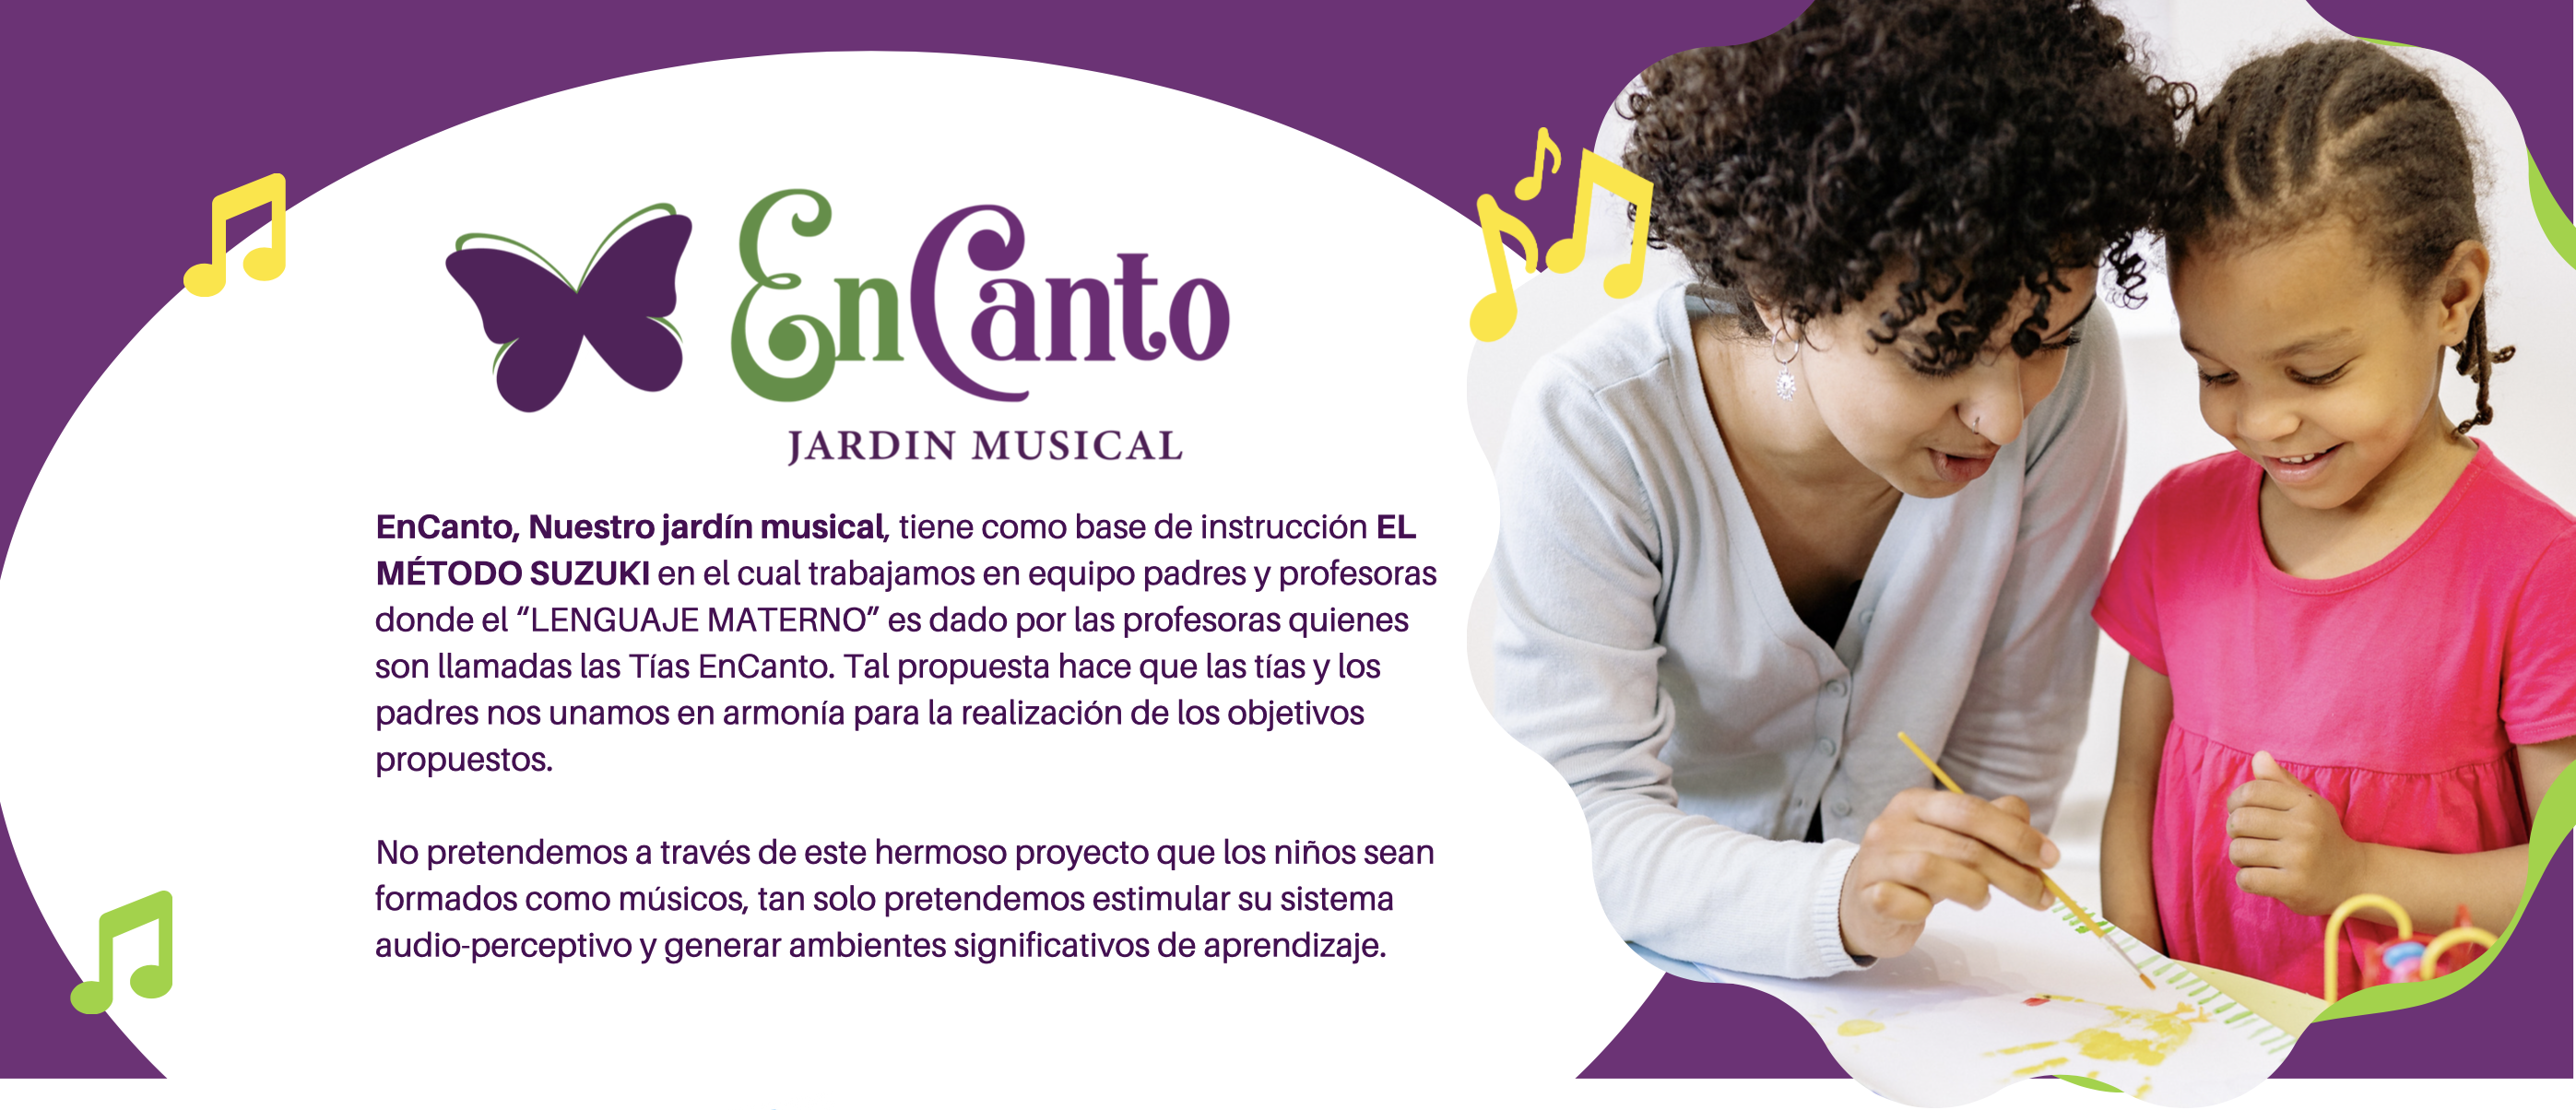 EnCanto
JARDIN MUSICAL
EnCanto, Nuestro jardín musical, tiene como base de instrucción EL
MÉTODO SUZUKI en el cual trabajamos en equipo padres y profesoras
donde el “LENGUAJE MATERNO” es dado por las profesoras quienes
son llamadas las Tías EnCanto. Tal propuesta hace que las tías y los
padres nos unamos en armonía para la realización de los objetivos
propuestos.
No pretendemos a través de este hermoso proyecto que los niños sean
formados como músicos, tan solo pretendemos estimular su sistema
audio-perceptivo y generar ambientes significativos de aprendizaje.